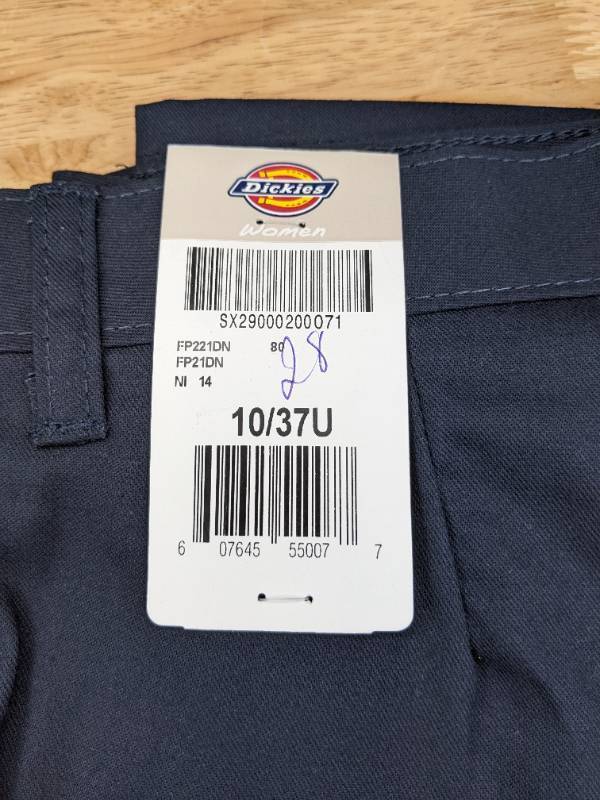 Dickies
Women
SX29000200071
FP221DN 80
FP21DN
28
NI 14
10/37U
6 07645 55007 7